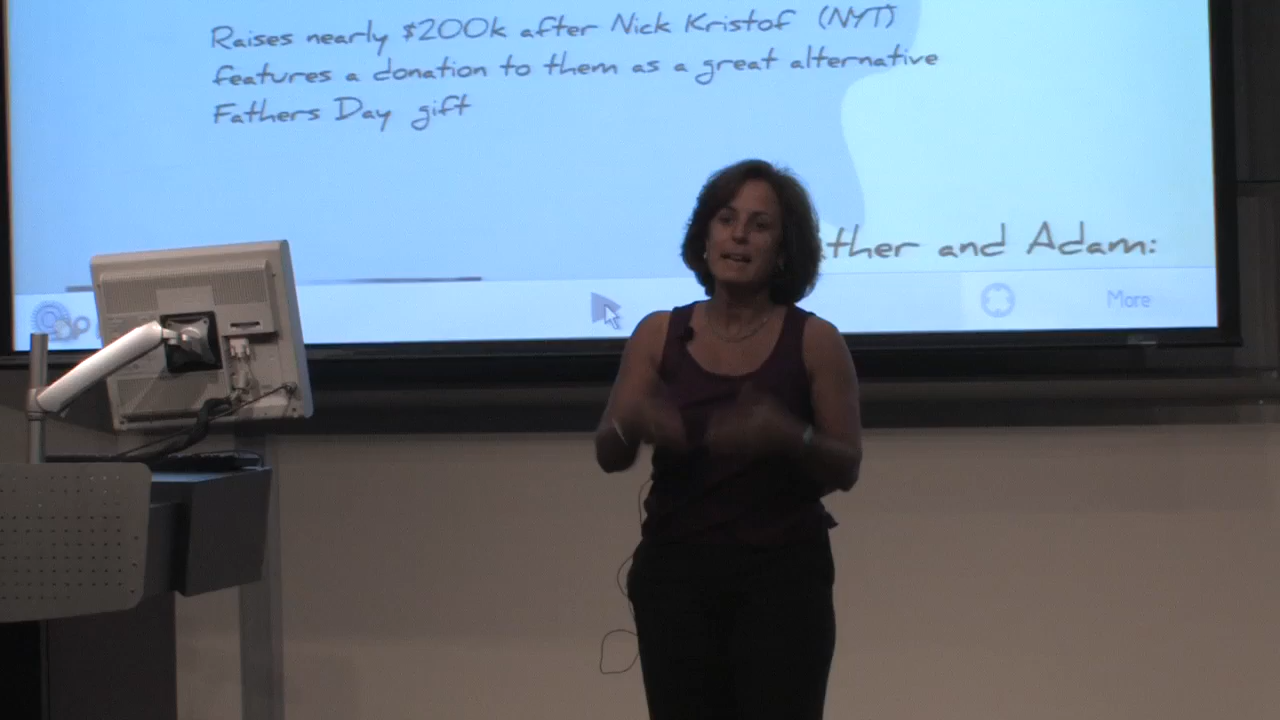 Raises nearly $200k after Nick Kristof (NYT)
features a donation to them as a great alternative
Fathers Day gift
and Adam:
More